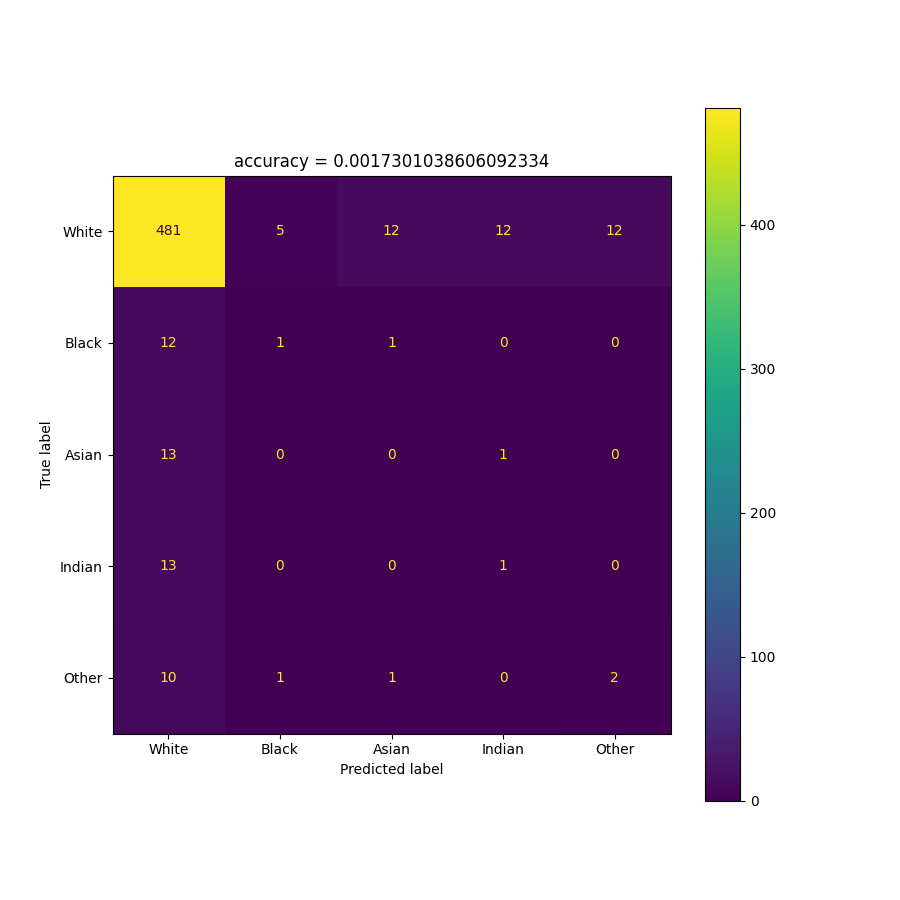 accuracy = 0.0017301038606092334
White 481 5 12 12 12
Black 12 1 1 0 0
Asian 13 0 0 1 0
Indian 13 0 0 1 0
Other 10 1 1 0 2
White Black Asian Indian Other
Predicted label
True label
400
300
200
100
0